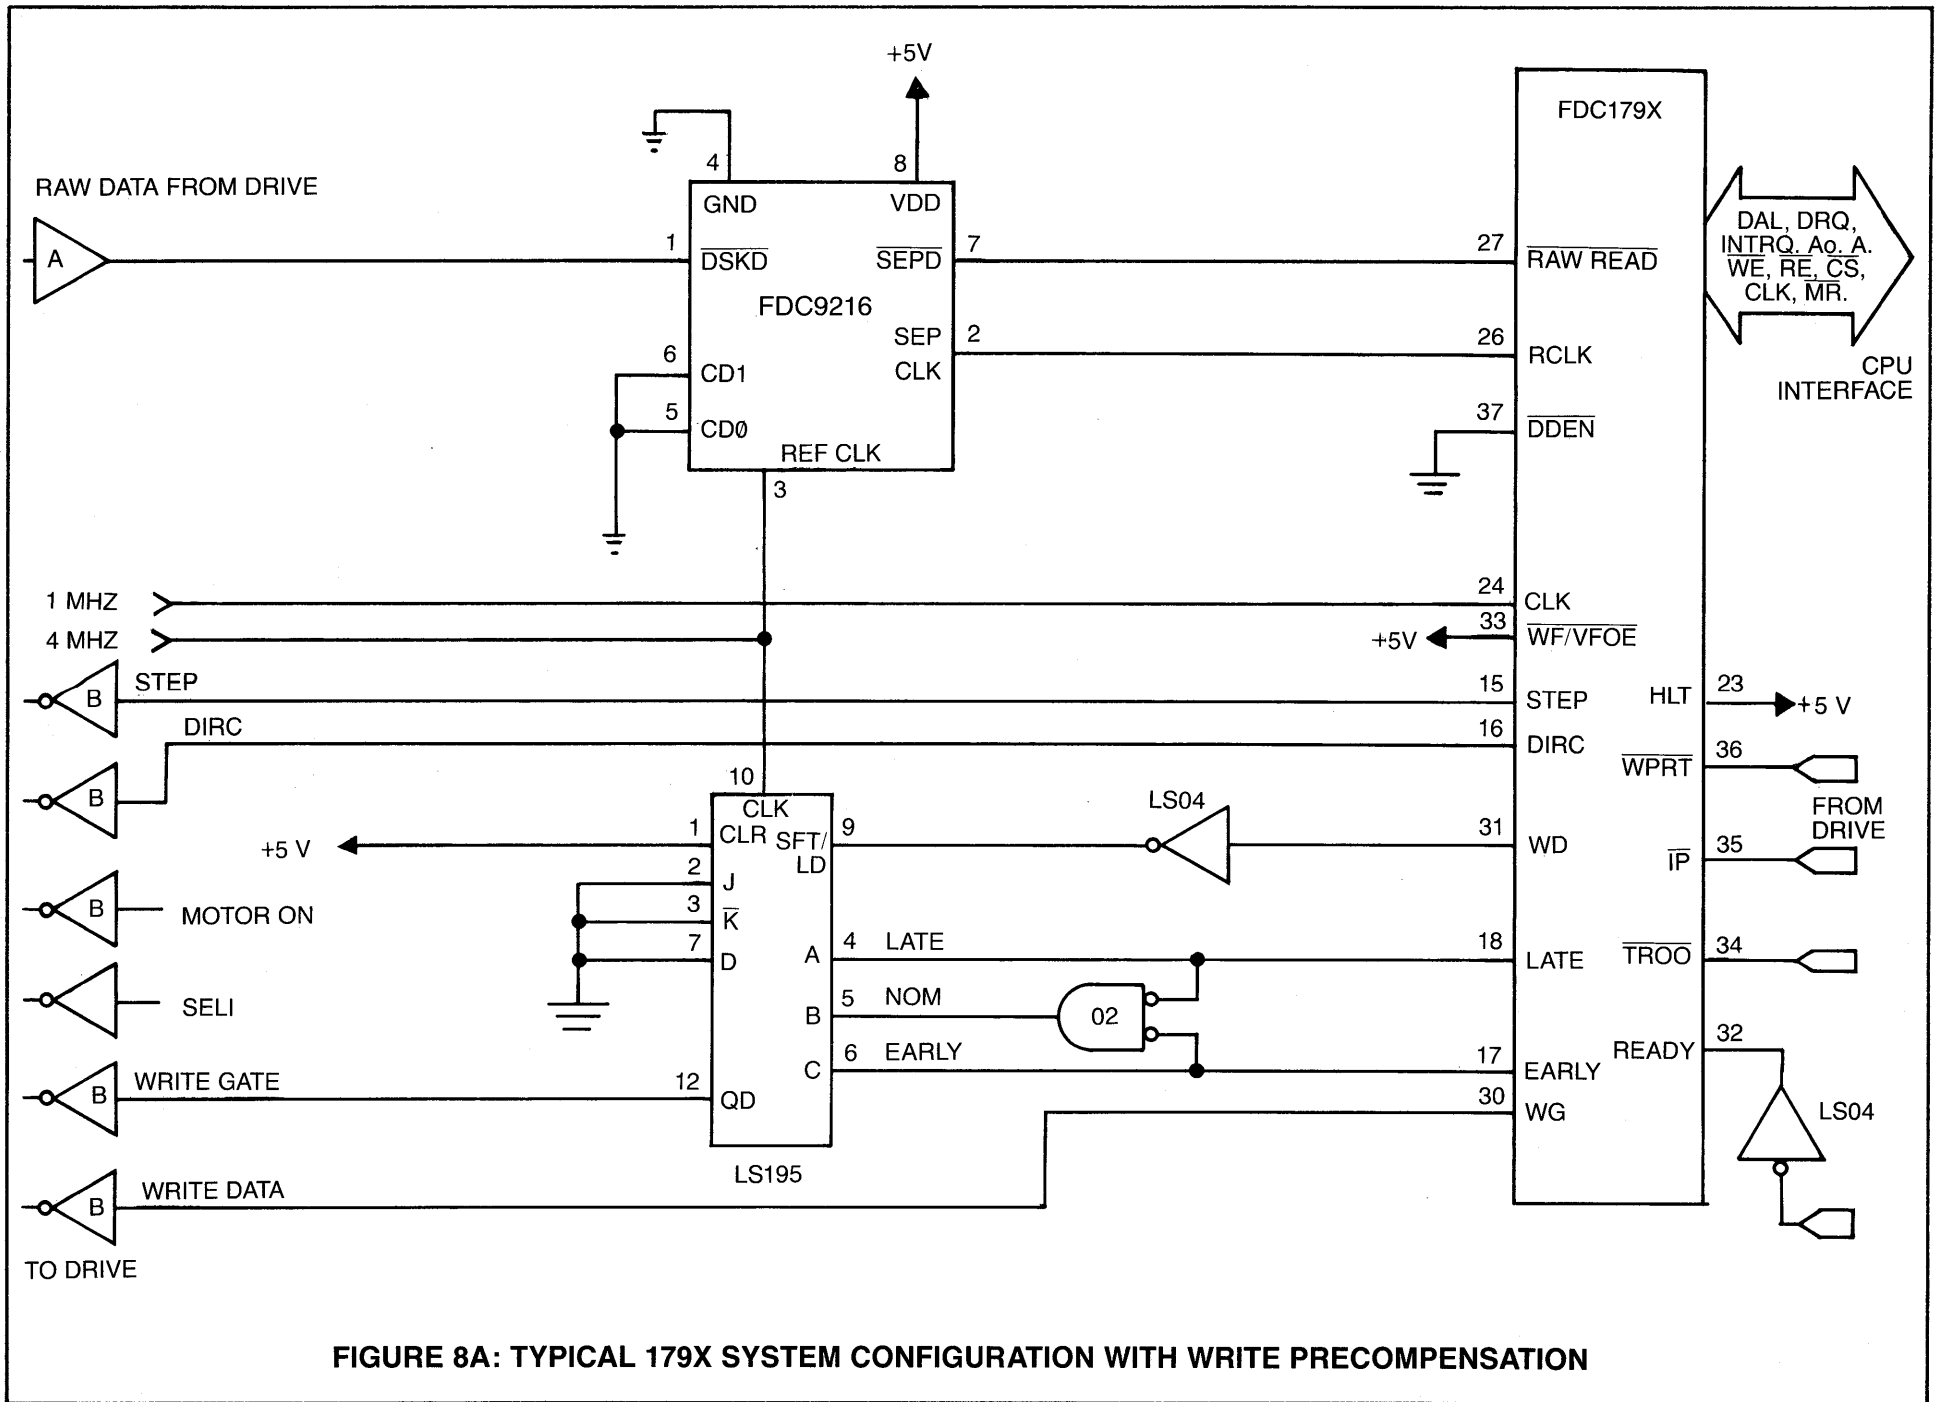 +5V
FDC179X
4
8
RAW DATA FROM DRIVE
GND
VDD
DAL, DRQ,
A
1
DSKD
SEPD
7
27
RAW READ
INTRQ. Ao. A.
WE, RE, CS,
FDC9216
CLK, MR.
SEP
2
26
RCLK
6
CD1
CLK
CPU
INTERFACE
5
CD0
37
DDEN
REF CLK
3
1 MHZ
24
CLK
4 MHZ
+5V
33
WF/VFOE
B
STEP
15
STEP
HLT
23
+5 V
DIRC
16
DIRC
36
WPRT
B
10
CLK
LS04
FROM
DRIVE
+5 V
1
CLR
SFT/
LD
9
31
WD
35
IP
2
J
B
MOTOR ON
3
K
7
D
A
4
LATE
18
LATE
TROO
34
SELI
B
5
NOM
02
C
6
EARLY
17
EARLY
READY
32
B
WRITE GATE
12
QD
30
WG
LS04
LS195
B
WRITE DATA
TO DRIVE
FIGURE 8A: TYPICAL 179X SYSTEM CONFIGURATION WITH WRITE PRECOMPENSATION